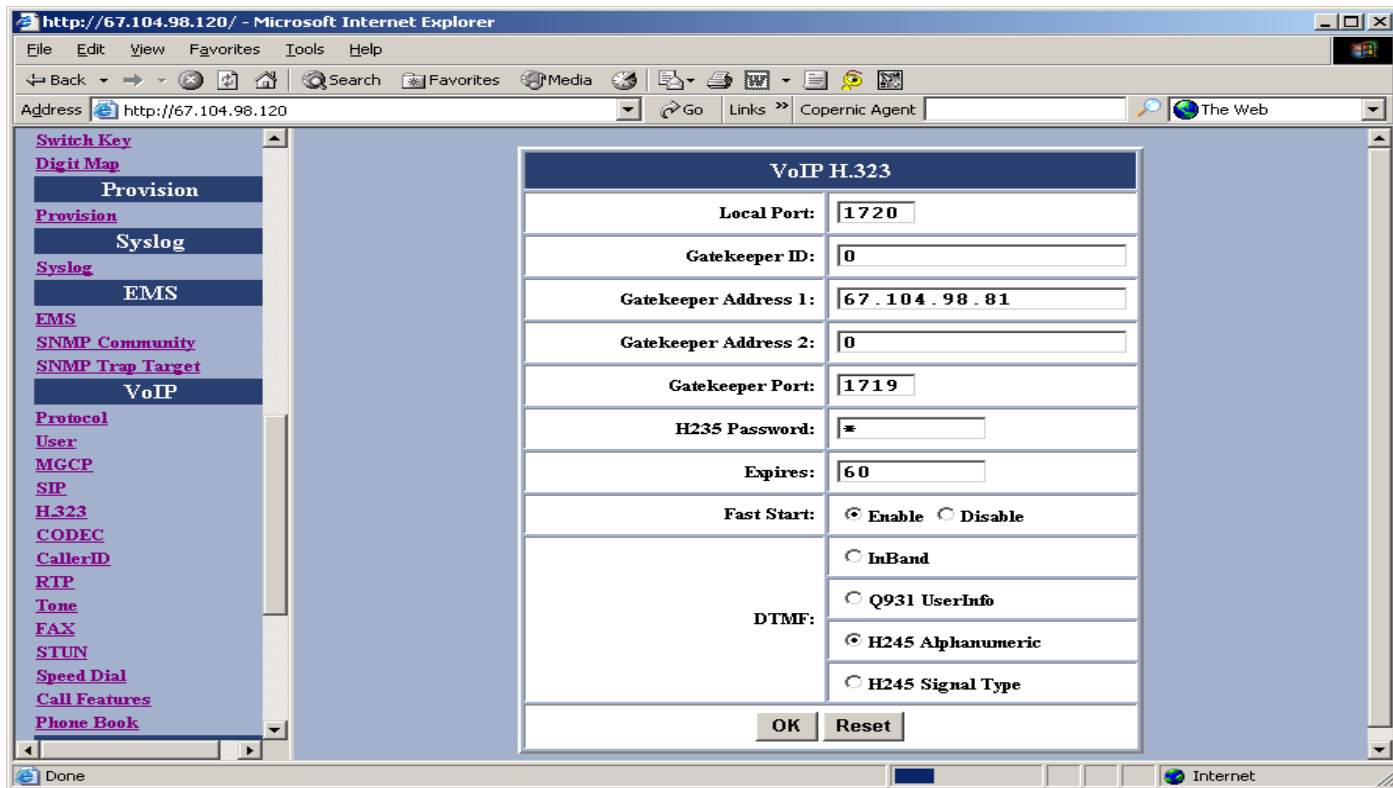 http://67.104.98.120/ - Microsoft Internet Explorer
File Edit View Favorites Tools Help
Back Search Favorites Media
Address http://67.104.98.120 Go Links » Copernic Agent The Web
Switch Key
Digit Map
Provision
Provision
Syslog
Syslog
EMS
EMS
SNMP Community
SNMP Trap Target
VoIP
Protocol
User
MGCP
SIP
H.323
CODEC
CallerID
RTP
Tone
FAX
STUN
Speed Dial
Call Features
Phone Book
VoIP H.323
Local Port: 1720
Gatekeeper ID: 0
Gatekeeper Address 1: 67.104.98.81
Gatekeeper Address 2: 0
Gatekeeper Port: 1719
H235 Password: *
Expires: 60
Fast Start: Enable Disable
DTMF:
InBand
Q931 UserInfo
H245 Alphanumeric
H245 Signal Type
OK Reset
Done Internet